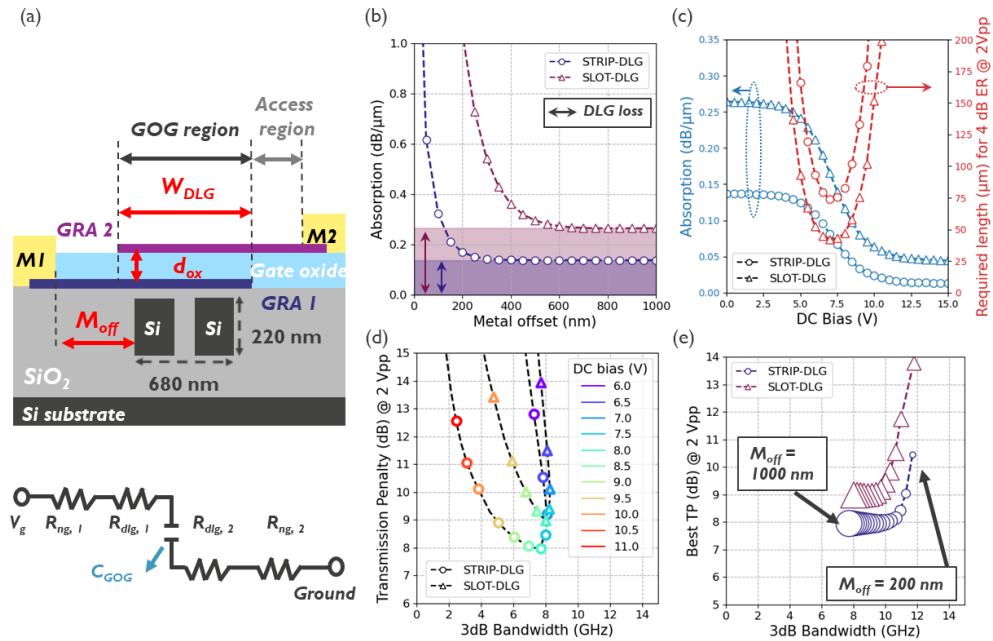 (a)
GOG region
Access
region
W_DLG
GRA 2
M2
M1
d_ox
Gate oxide
GRA 1
M_off
Si
Si
220 nm
680 nm
SiO2
Si substrate
V_g
R_ng, 1
R_dlg, 1
R_dlg, 2
R_ng, 2
C_GOG
Ground
(b)
Absorption (dB/μm)
1.0
0.8
0.6
0.4
0.2
0.0
0 200 400 600 800 1000
Metal offset (nm)
STRIP-DLG
SLOT-DLG
DLG loss
(c)
Absorption (dB/μm)
0.35
0.30
0.25
0.20
0.15
0.10
0.05
0.00
0.0 2.5 5.0 7.5 10.0 12.5 15.0
DC Bias (V)
STRIP-DLG
SLOT-DLG
200
175
150
125
100
75
50
25
0
Required length (μm) for 4 dB ER @ 2Vpp
(d)
Transmission Penalty (dB) @ 2 Vpp
15
14
13
12
11
10
9
8
7
6
0 2 4 6 8 10 12 14
3dB Bandwidth (GHz)
DC bias (V)
6.0
6.5
7.0
7.5
8.0
8.5
9.0
9.5
10.0
10.5
11.0
STRIP-DLG
SLOT-DLG
(e)
Best TP (dB) @ 2 Vpp
14
13
12
11
10
9
8
7
6
5
0 2 4 6 8 10 12 14
3dB Bandwidth (GHz)
STRIP-DLG
SLOT-DLG
M_off =
1000 nm
M_off = 200 nm